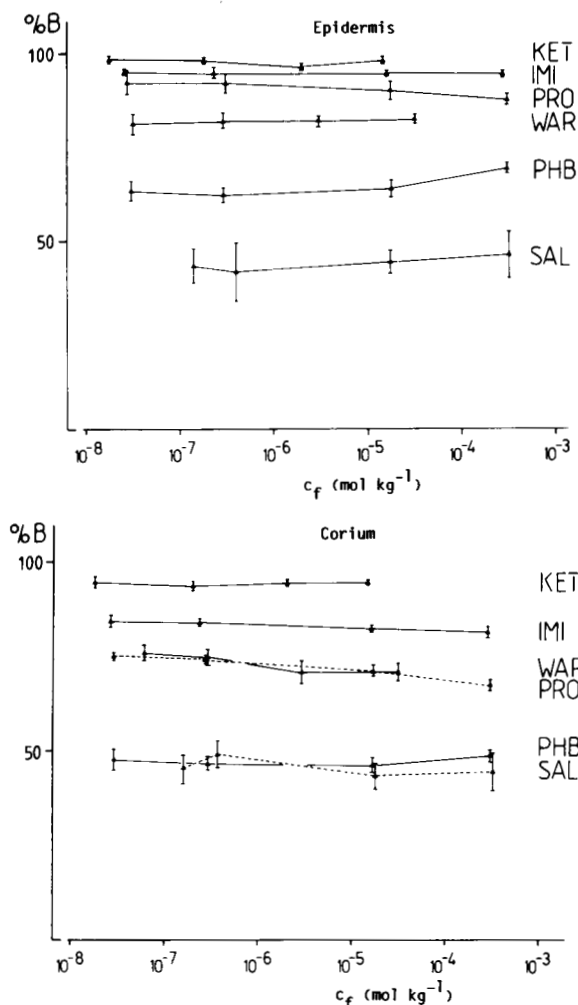 %B
Epidermis
100
KET
IMI
PRO
WAR
PHB
50
SAL
10⁻⁸ 10⁻⁷ 10⁻⁶ 10⁻⁵ 10⁻⁴ 10⁻³
c_f (mol kg⁻¹)
%B
Corium
100
KET
IMI
WAR
PRO
50
PHB
SAL
10⁻⁸ 10⁻⁷ 10⁻⁶ 10⁻⁵ 10⁻⁴ 10⁻³
c_f (mol kg⁻¹)